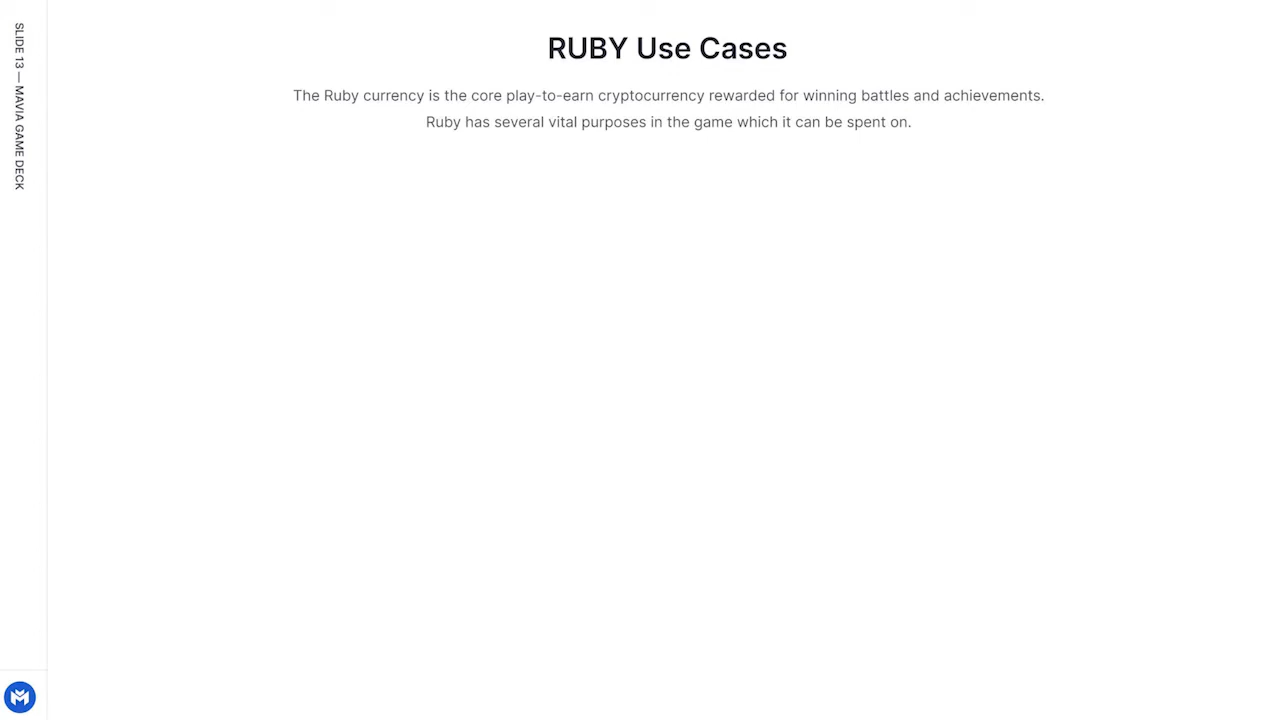 SLIDE 13 — MAVIA GAME DECK
RUBY Use Cases
The Ruby currency is the core play-to-earn cryptocurrency rewarded for winning battles and achievements.
Ruby has several vital purposes in the game which it can be spent on.